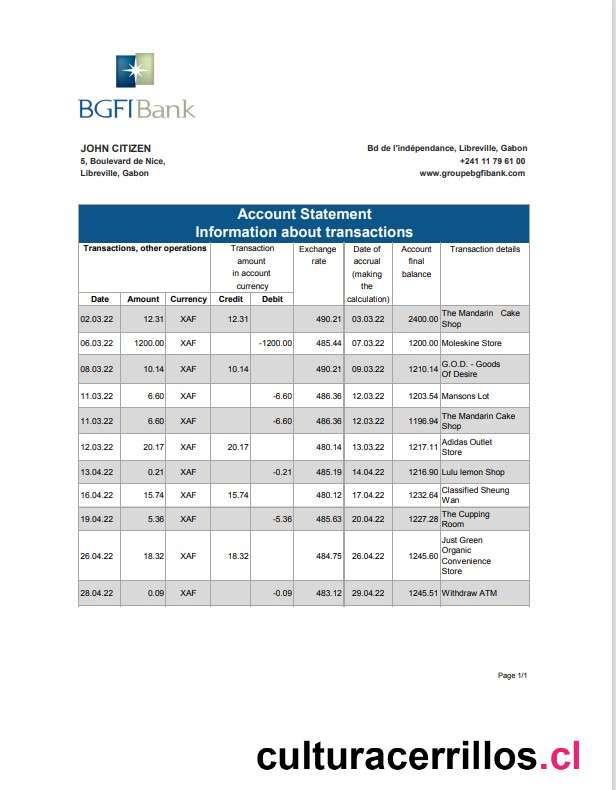 BGFIBank
JOHN CITIZEN
5, Boulevard de Nice,
Libreville, Gabon
Bd de l'indépendance, Libreville, Gabon
+241 11 79 61 00
www.groupebgfibank.com
Account Statement
Information about transactions
Transactions, other operations
Transaction
amount
in account
currency
Exchange
rate
Date of
accrual
(making
the
calculation)
Account
final
balance
Transaction details
Date Amount Currency Credit Debit
02.03.22 12.31 XAF 12.31 490.21 03.03.22 2400.00 The Mandarin Cake
Shop
06.03.22 1200.00 XAF -1200.00 485.44 07.03.22 1200.00 Moleskine Store
08.03.22 10.14 XAF 10.14 490.21 09.03.22 1210.14 G.O.D. - Goods
Of Desire
11.03.22 6.60 XAF -6.60 486.36 12.03.22 1203.54 Mansons Lot
11.03.22 6.60 XAF -6.60 486.36 12.03.22 1196.94 The Mandarin Cake
Shop
12.03.22 20.17 XAF 20.17 480.14 13.03.22 1217.11 Adidas Outlet
Store
13.04.22 0.21 XAF -0.21 485.19 14.04.22 1216.90 Lulu lemon Shop
16.04.22 15.74 XAF 15.74 480.12 17.04.22 1232.64 Classified Sheung
Wan
19.04.22 5.36 XAF -5.36 485.63 20.04.22 1227.28 The Cupping
Room
26.04.22 18.32 XAF 18.32 484.75 26.04.22 1245.60 Just Green
Organic
Convenience
Store
28.04.22 0.09 XAF -0.09 483.12 29.04.22 1245.51 Withdraw ATM
Page 1/1
culturacerrillos.cl